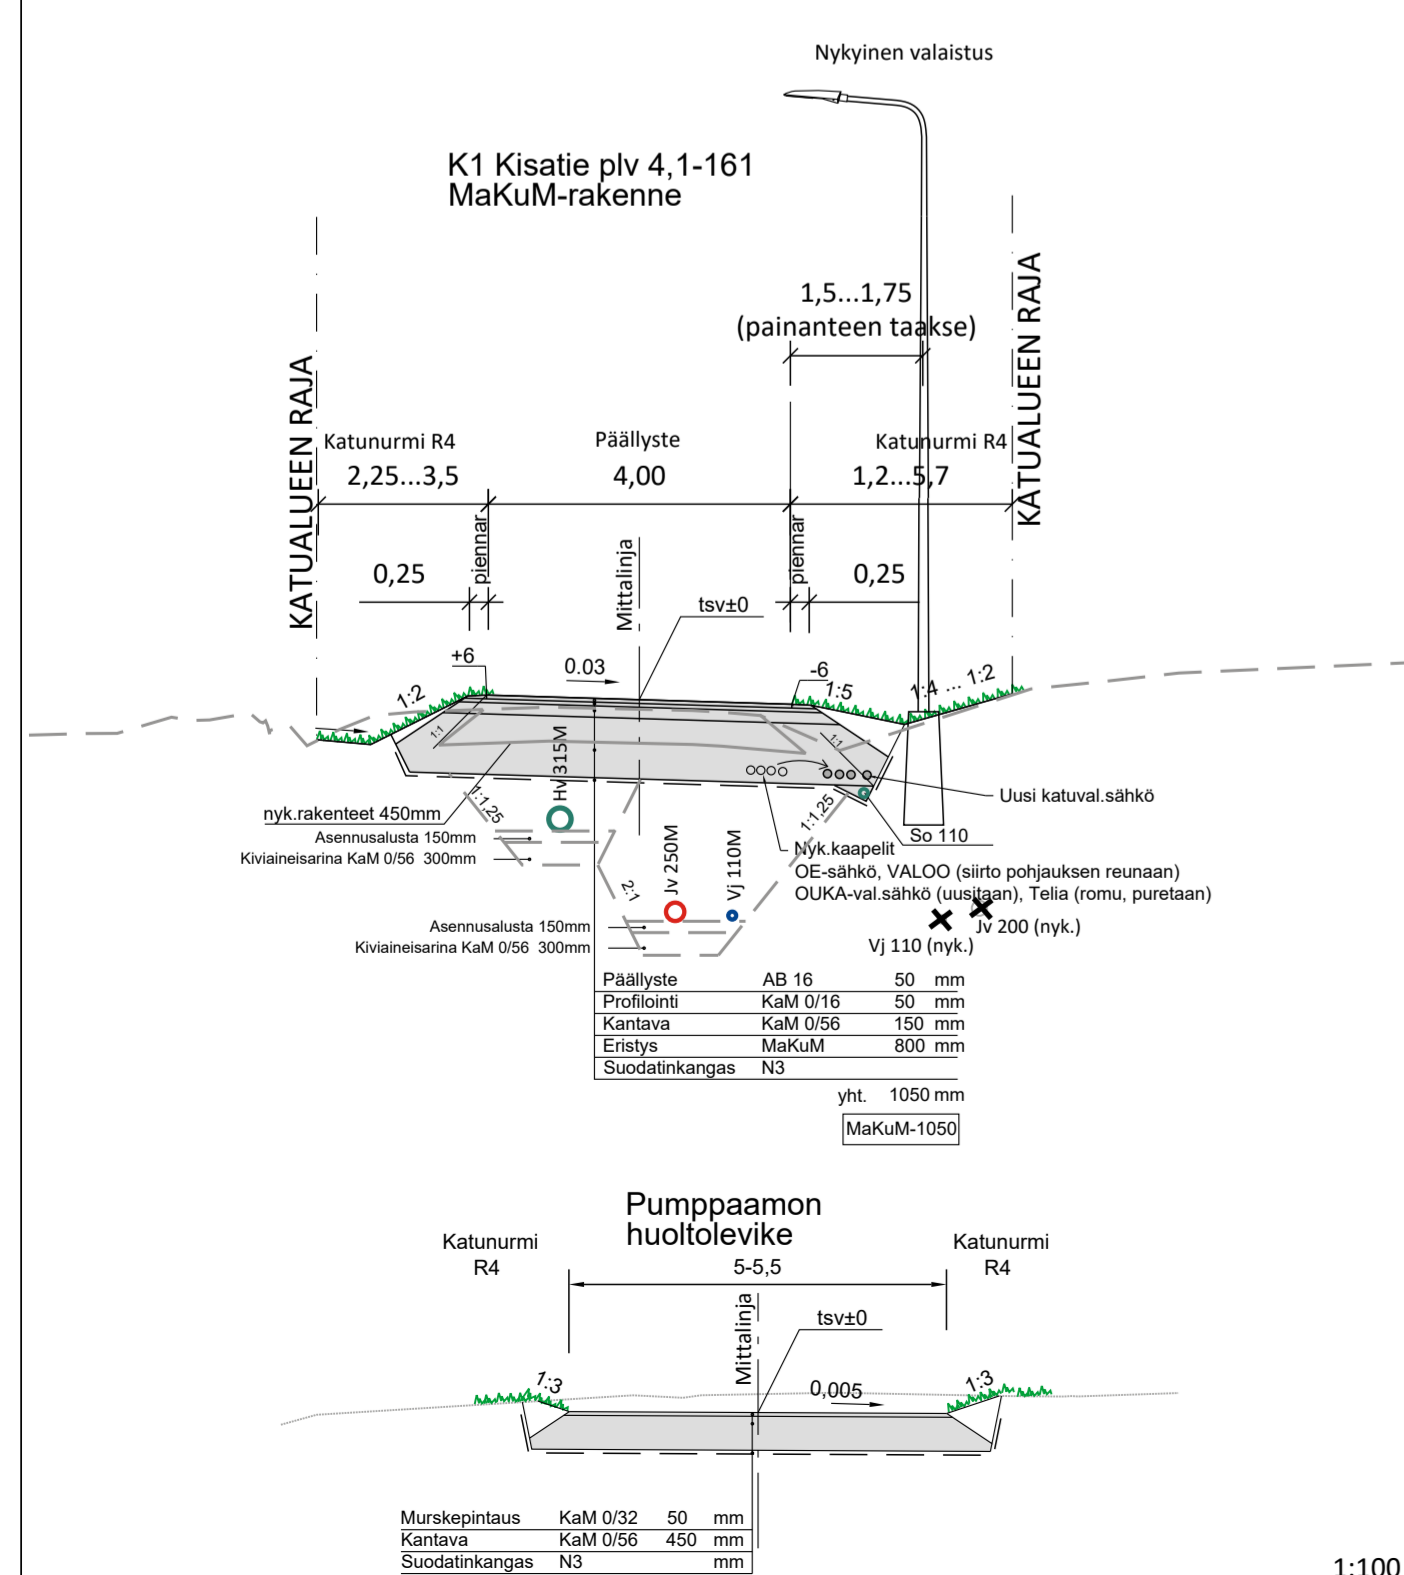 Nykyinen valaistus
K1 Kisatie plv 4,1-161
MaKuM-rakenne
KATUALUEEN RAJA
KATUALUEEN RAJA
1,5...1,75
(painanteen taakse)
Katunurmi R4
Päällyste
Katunurmi R4
2,25...3,5
4,00
1,2...5,7
piennar
piennar
0,25
Mittalinja
0,25
tsv±0
+6
0.03
-6
1:2
1:5
1:4 ... 1:2
1:1
1:1
Hv 315M
nyk.rakenteet 450mm
1:1,25
1:1,25
Uusi katuval.sähkö
Asennusalusta 150mm
Kiviaineisarina KaM 0/56 300mm
So 110
Nyk.kaapelit
OE-sähkö, VALOO (siirto pohjauksen reunaan)
OUKA-val.sähkö (uusitaan), Telia (romu, puretaan)
2:1
Jv 250M
Vj 110M
Asennusalusta 150mm
Kiviaineisarina KaM 0/56 300mm
Jv 200 (nyk.)
Vj 110 (nyk.)
Päällyste AB 16 50 mm
Profilointi KaM 0/16 50 mm
Kantava KaM 0/56 150 mm
Eristys MaKuM 800 mm
Suodatinkangas N3
yht. 1050 mm
MaKuM-1050
Pumppaamon
huoltolevike
Katunurmi
R4
Katunurmi
R4
5-5,5
Mittalinja
tsv±0
1:3
0,005
1:3
Murskepintaus KaM 0/32 50 mm
Kantava KaM 0/56 450 mm
Suodatinkangas N3 mm
1:100